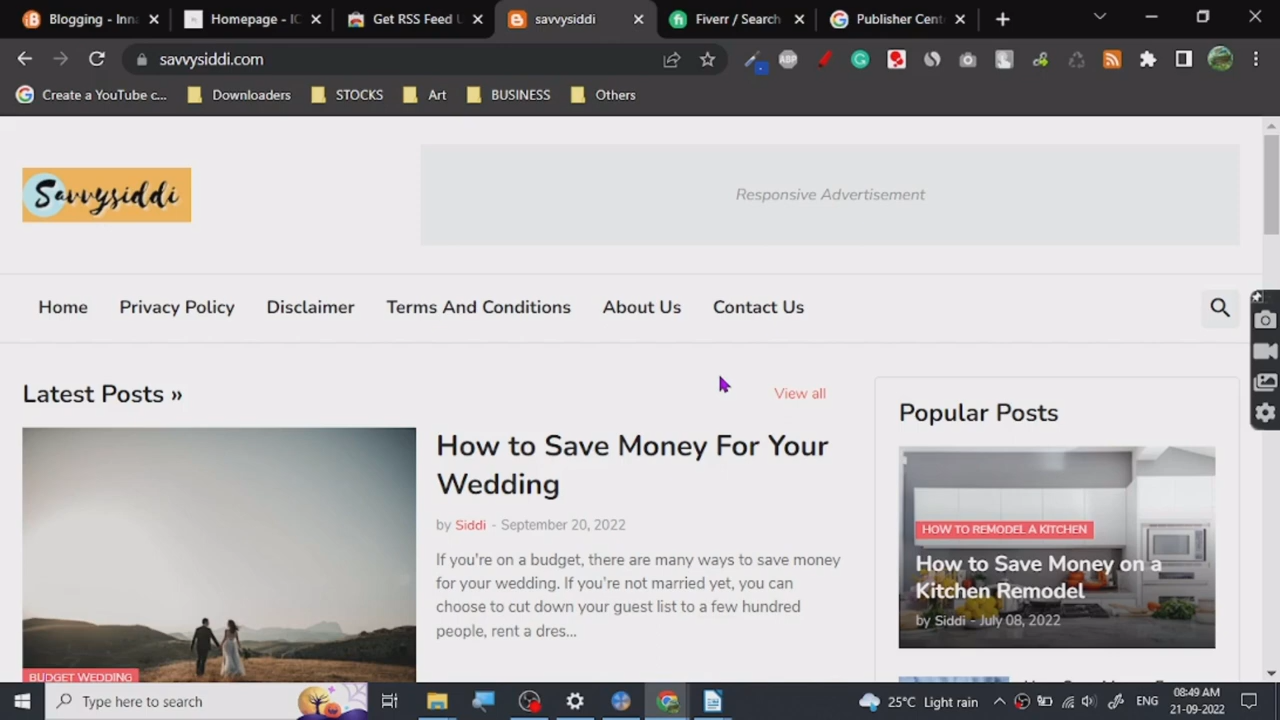 Blogging - Inna
Homepage - IC
Get RSS Feed U
savvysiddi
Fiverr / Search
Publisher Cent
savvysiddi.com
ABP
Create a YouTube c...
Downloaders
STOCKS
Art
BUSINESS
Others
Savvysiddi
Responsive Advertisement
Home
Privacy Policy
Disclaimer
Terms And Conditions
About Us
Contact Us
Latest Posts »
View all
Popular Posts
How to Save Money For Your
Wedding
by Siddi - September 20, 2022
If you're on a budget, there are many ways to save money
for your wedding. If you're not married yet, you can
choose to cut down your guest list to a few hundred
people, rent a dres...
BUDGET WEDDING
HOW TO REMODEL A KITCHEN
How to Save Money on a
Kitchen Remodel
by Siddi - July 08, 2022
Type here to search
25°C Light rain
ENG
08:49 AM
21-09-2022